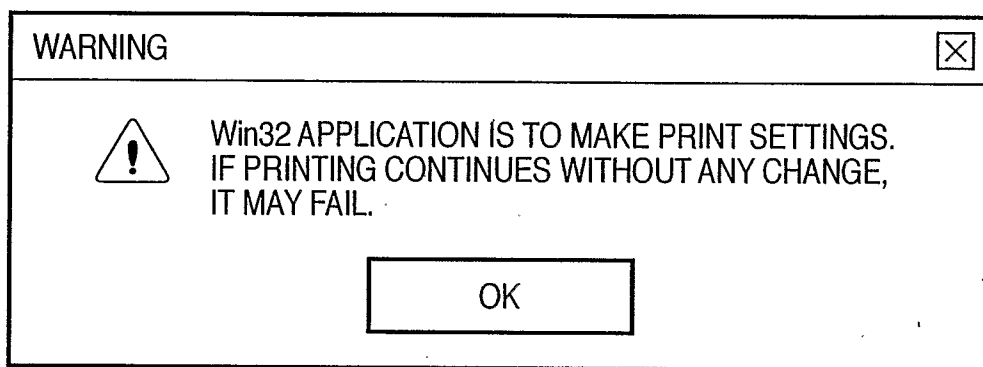 WARNING
Win32 APPLICATION IS TO MAKE PRINT SETTINGS.
IF PRINTING CONTINUES WITHOUT ANY CHANGE,
IT MAY FAIL.
OK